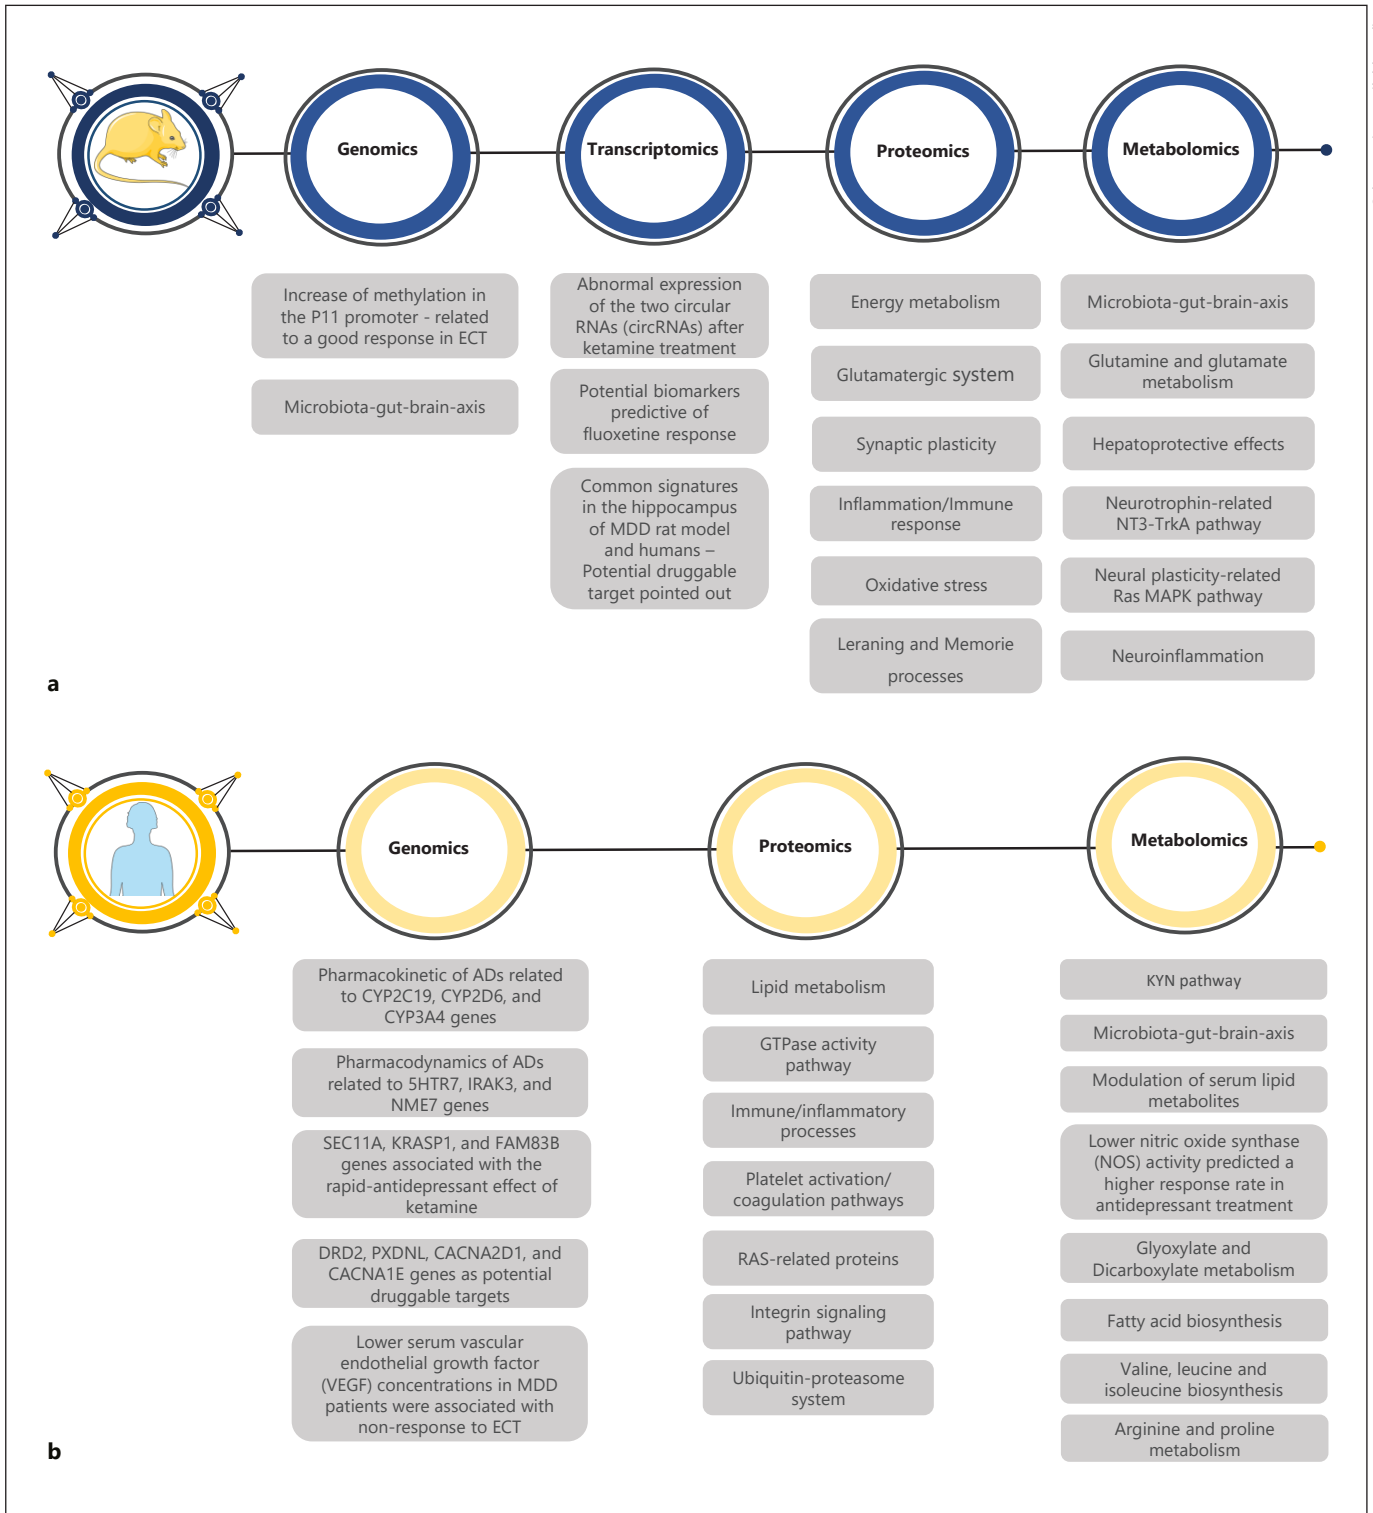 Genomics
Transcriptomics
Proteomics
Metabolomics
Increase of methylation in
the P11 promoter - related
to a good response in ECT
Microbiota-gut-brain-axis
Abnormal expression
of the two circular
RNAs (circRNAs) after
ketamine treatment
Potential biomarkers
predictive of
fluoxetine response
Common signatures
in the hippocampus
of MDD rat model
and humans –
Potential druggable
target pointed out
Energy metabolism
Glutamatergic system
Synaptic plasticity
Inflammation/Immune
response
Oxidative stress
Leraning and Memorie
processes
Microbiota-gut-brain-axis
Glutamine and glutamate
metabolism
Hepatoprotective effects
Neurotrophin-related
NT3-TrkA pathway
Neural plasticity-related
Ras MAPK pathway
Neuroinflammation
a
Genomics
Proteomics
Metabolomics
Pharmacokinetic of ADs related
to CYP2C19, CYP2D6, and
CYP3A4 genes
Pharmacodynamics of ADs
related to 5HTR7, IRAK3, and
NME7 genes
SEC11A, KRASP1, and FAM83B
genes associated with the
rapid-antidepressant effect of
ketamine
DRD2, PXDNL, CACNA2D1, and
CACNA1E genes as potential
druggable targets
Lower serum vascular
endothelial growth factor
(VEGF) concentrations in MDD
patients were associated with
non-response to ECT
Lipid metabolism
GTPase activity
pathway
Immune/inflammatory
processes
Platelet activation/
coagulation pathways
RAS-related proteins
Integrin signaling
pathway
Ubiquitin-proteasome
system
KYN pathway
Microbiota-gut-brain-axis
Modulation of serum lipid
metabolites
Lower nitric oxide synthase
(NOS) activity predicted a
higher response rate in
antidepressant treatment
Glyoxylate and
Dicarboxylate metabolism
Fatty acid biosynthesis
Valine, leucine and
isoleucine biosynthesis
Arginine and proline
metabolism
b